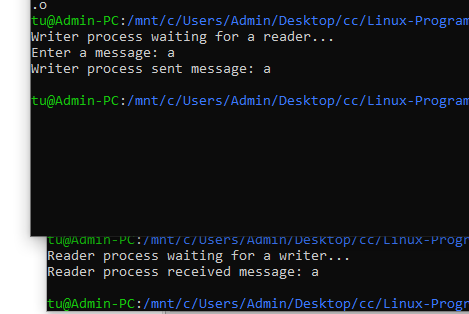 .o
tu@Admin-PC:/mnt/c/Users/Admin/Desktop/cc/Linux-Program
Writer process waiting for a reader...
Enter a message: a
Writer process sent message: a
tu@Admin-PC:/mnt/c/Users/Admin/Desktop/cc/Linux-Program
tu@Admin-PC:/mnt/c/Users/Admin/Desktop/cc/Linux-Progr
Reader process waiting for a writer...
Reader process received message: a
tu@Admin-PC:/mnt/c/Users/Admin/Desktop/cc/Linux-Progr